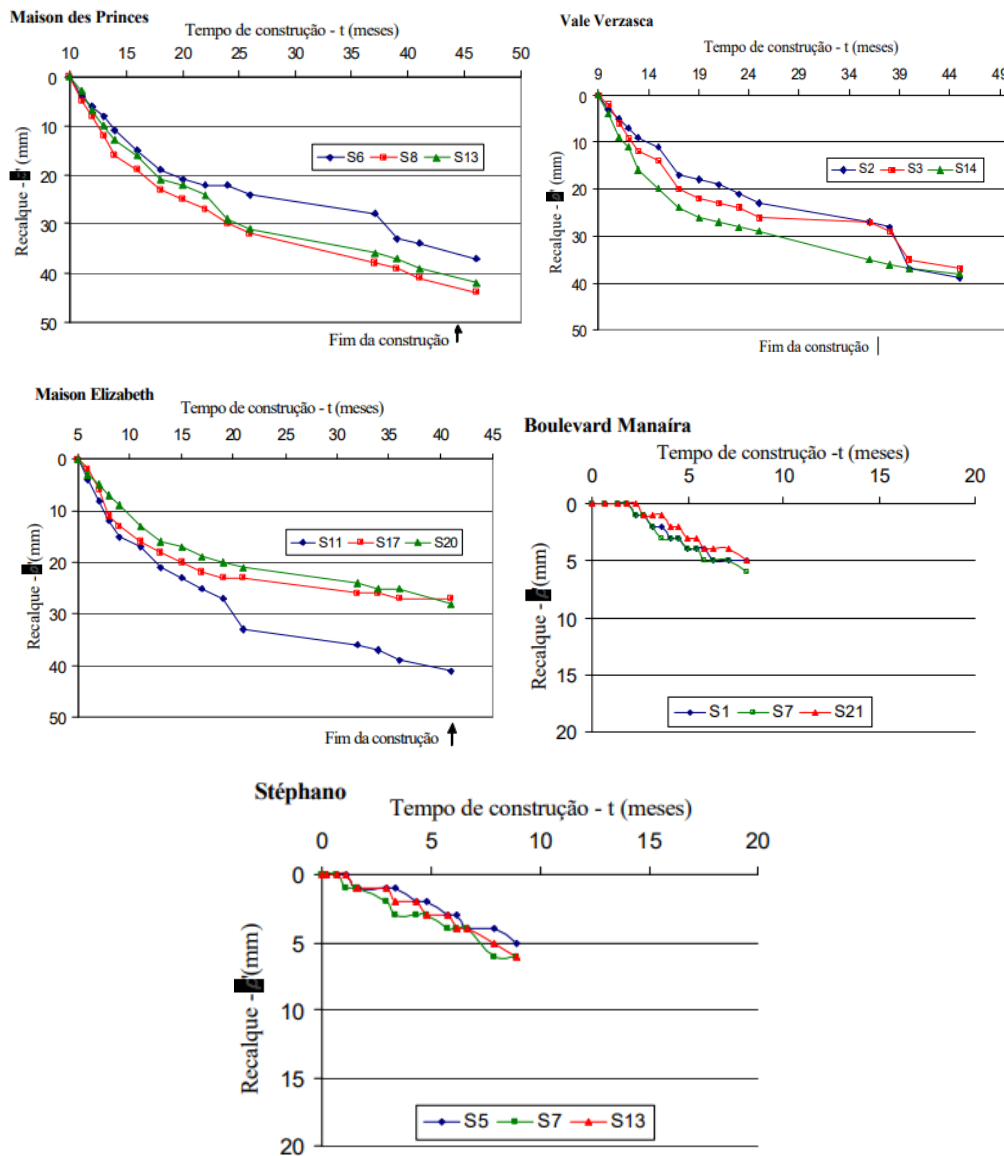 Maison des Princes
Tempo de construção - t (meses)
10 15 20 25 30 35 40 45 50
0
10
20
30
40
50
Recalque - (mm)
S6 S8 S13
Fim da construção
Vale Verzasca
Tempo de construção - t (meses)
9 14 19 24 29 34 39 44 49
0
10
20
30
40
50
Recalque - (mm)
S2 S3 S14
Fim da construção
Maison Elizabeth
Tempo de construção - t (meses)
5 10 15 20 25 30 35 40 45
0
10
20
30
40
50
Recalque - (mm)
S11 S17 S20
Fim da construção
Boulevard Manaíra
Tempo de construção -t (meses)
0 5 10 15 20
0
5
10
15
20
Recalque - (mm)
S1 S7 S21
Stéphano
Tempo de construção - t (meses)
0 5 10 15 20
0
5
10
15
20
Recalque - (mm)
S5 S7 S13